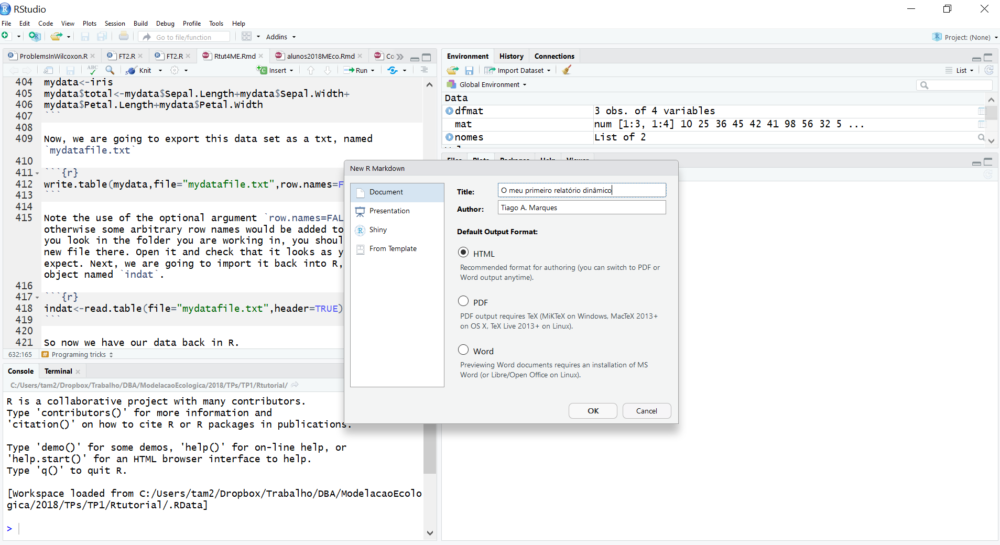 RStudio
File Edit Code View Plots Session Build Debug Profile Tools Help
Go to file/function Addins Project: (None)
ProblemsInWilcoxon.R FT2.R FT2.R Rtut4ME.Rmd alunos2018MEco.Rmd Co
Knit Insert Run
404 mydata<-iris
405 mydata$total<-mydata$Sepal.Length+mydata$Sepal.Width+
406 mydata$Petal.Length+mydata$Petal.Width
407 ```
408
409 Now, we are going to export this data set as a txt, named
`mydatafile.txt`
410
411 ```{r}
412 write.table(mydata,file="mydatafile.txt",row.names=F
413 ```
414
415 Note the use of the optional argument `row.names=FAL
otherwise some arbitrary row names would be added to
you look in the folder you are working in, you shoul
new file there. Open it and check that it looks as y
expect. Next, we are going to import it back into R,
object named `indat`.
416
417 ```{r}
418 indat<-read.table(file="mydatafile.txt",header=TRUE)
419 ```
420
421 So now we have our data back in R.
632:165 # Programing tricks
Console Terminal
C:/Users/tam2/Dropbox/Trabalho/DBA/ModelacaoEcologica/2018/TPs/TP1/Rtutorial/
R is a collaborative project with many contributors.
Type 'contributors()' for more information and
'citation()' on how to cite R or R packages in publications.
Type 'demo()' for some demos, 'help()' for on-line help, or
'help.start()' for an HTML browser interface to help.
Type 'q()' to quit R.
[Workspace loaded from C:/Users/tam2/Dropbox/Trabalho/DBA/ModelacaoEcolo
gica/2018/TPs/TP1/Rtutorial/.RData]
>
Environment History Connections
Import Dataset List
Global Environment
Data
dfmat 3 obs. of 4 variables
mat num [1:3, 1:4] 10 25 36 45 42 41 98 56 32 5 ...
nomes List of 2
Files Plots Packages Help Viewer
New R Markdown
Document
Presentation
Shiny
From Template
Title: O meu primeiro relatório dinâmico
Author: Tiago A. Marques
Default Output Format:
HTML
Recommended format for authoring (you can switch to PDF or
Word output anytime).
PDF
PDF output requires TeX (MiKTeX on Windows, MacTeX 2013+
on OS X, TeX Live 2013+ on Linux).
Word
Previewing Word documents requires an installation of MS
Word (or Libre/Open Office on Linux).
OK Cancel